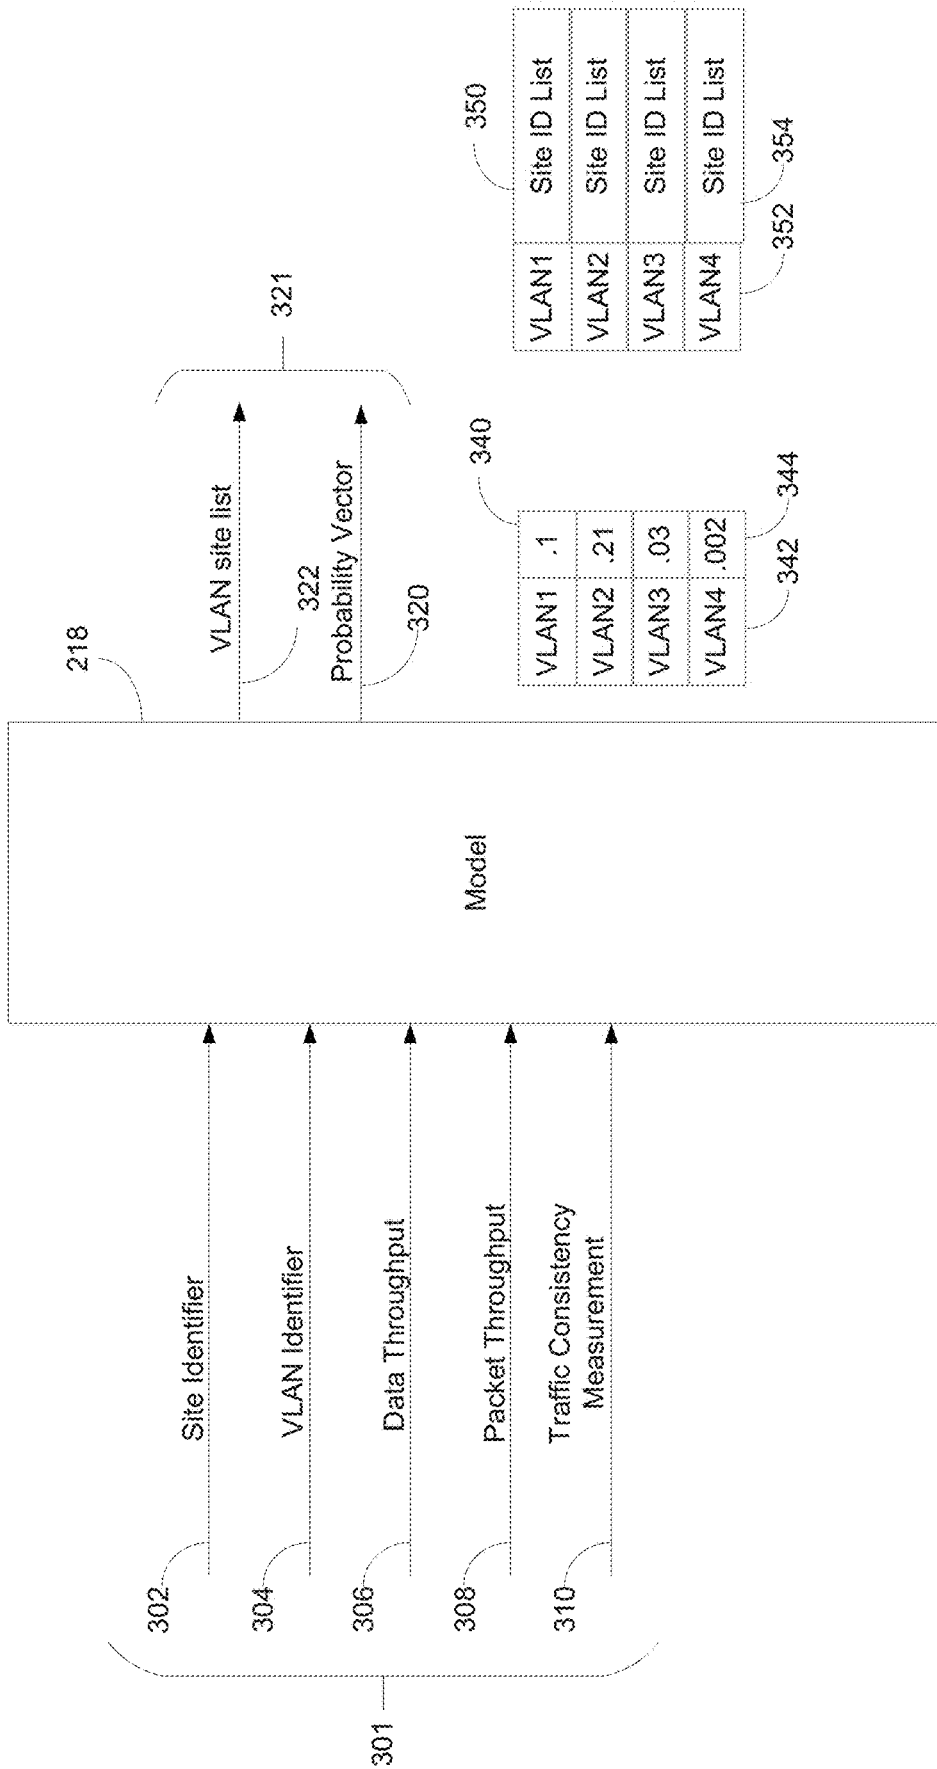 301
302
Site Identifier
304
VLAN Identifier
306
Data Throughput
308
Packet Throughput
310
Traffic Consistency
Measurement
Model
218
VLAN site list
322
Probability Vector
320
321
340
VLAN1 .1
VLAN2 .21
VLAN3 .03
VLAN4 .002
342 344
350
VLAN1 Site ID List
VLAN2 Site ID List
VLAN3 Site ID List
VLAN4 Site ID List
352 354